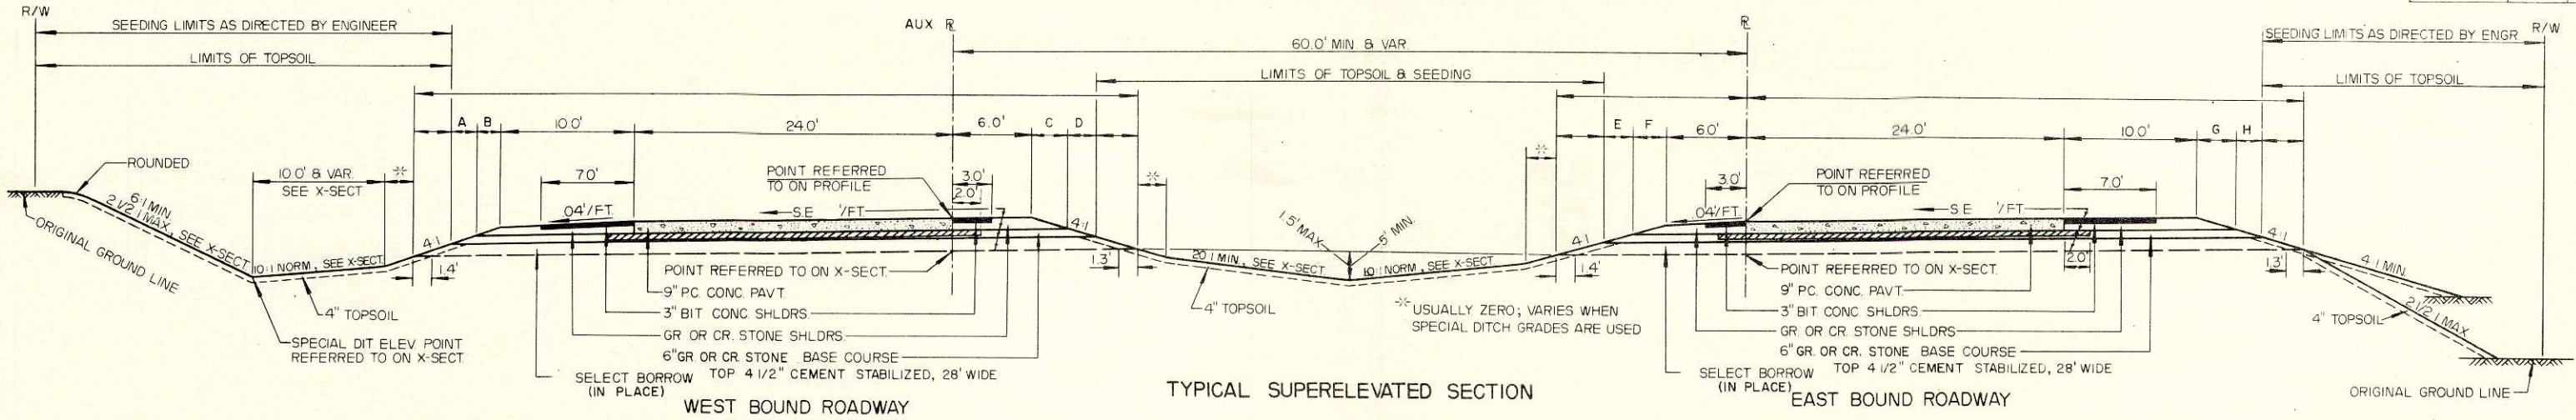 R/W
SEEDING LIMITS AS DIRECTED BY ENGINEER
AUX ℞
℞
SEEDING LIMITS AS DIRECTED BY ENGR
R/W
60.0' MIN & VAR.
LIMITS OF TOPSOIL
LIMITS OF TOPSOIL & SEEDING
LIMITS OF TOPSOIL
A B 10.0' 24.0' 6.0' C D
E F 6.0' 24.0' 10.0' G H
ROUNDED
10.0' & VAR.
SEE X-SECT
※
7.0'
POINT REFERRED
TO ON PROFILE
3.0'
2.0'
※
※
3.0'
POINT REFERRED
TO ON PROFILE
7.0'
6:1 MIN.
2 1/2:1 MAX, SEE X-SECT
ORIGINAL GROUND LINE
10:1 NORM, SEE X-SECT.
4:1
1.4'
.04'/FT.
S.E '/FT.
4:1
1.3'
20:1 MIN., SEE X-SECT.
1.5' MAX
.5' MIN.
10:1 NORM, SEE X-SECT.
4:1
1.4'
.04'/FT.
S.E '/FT.
2.0'
4:1
1.3'
4:1 MIN.
2 1/2:1 MAX
4" TOPSOIL
SPECIAL DIT ELEV. POINT
REFERRED TO ON X-SECT.
POINT REFERRED TO ON X-SECT.
9" P.C. CONC. PAVT.
3" BIT. CONC. SHLDRS.
GR. OR CR. STONE SHLDRS
6" GR. OR CR. STONE BASE COURSE
TOP 4 1/2" CEMENT STABILIZED, 28' WIDE
SELECT BORROW
(IN PLACE)
WEST BOUND ROADWAY
4" TOPSOIL
※ USUALLY ZERO; VARIES WHEN
SPECIAL DITCH GRADES ARE USED
TYPICAL SUPERELEVATED SECTION
POINT REFERRED TO ON X-SECT.
9" P.C. CONC. PAVT.
3" BIT. CONC. SHLDRS.
GR. OR CR. STONE SHLDRS
6" GR. OR CR. STONE BASE COURSE
TOP 4 1/2" CEMENT STABILIZED, 28' WIDE
SELECT BORROW
(IN PLACE)
EAST BOUND ROADWAY
4" TOPSOIL
ORIGINAL GROUND LINE